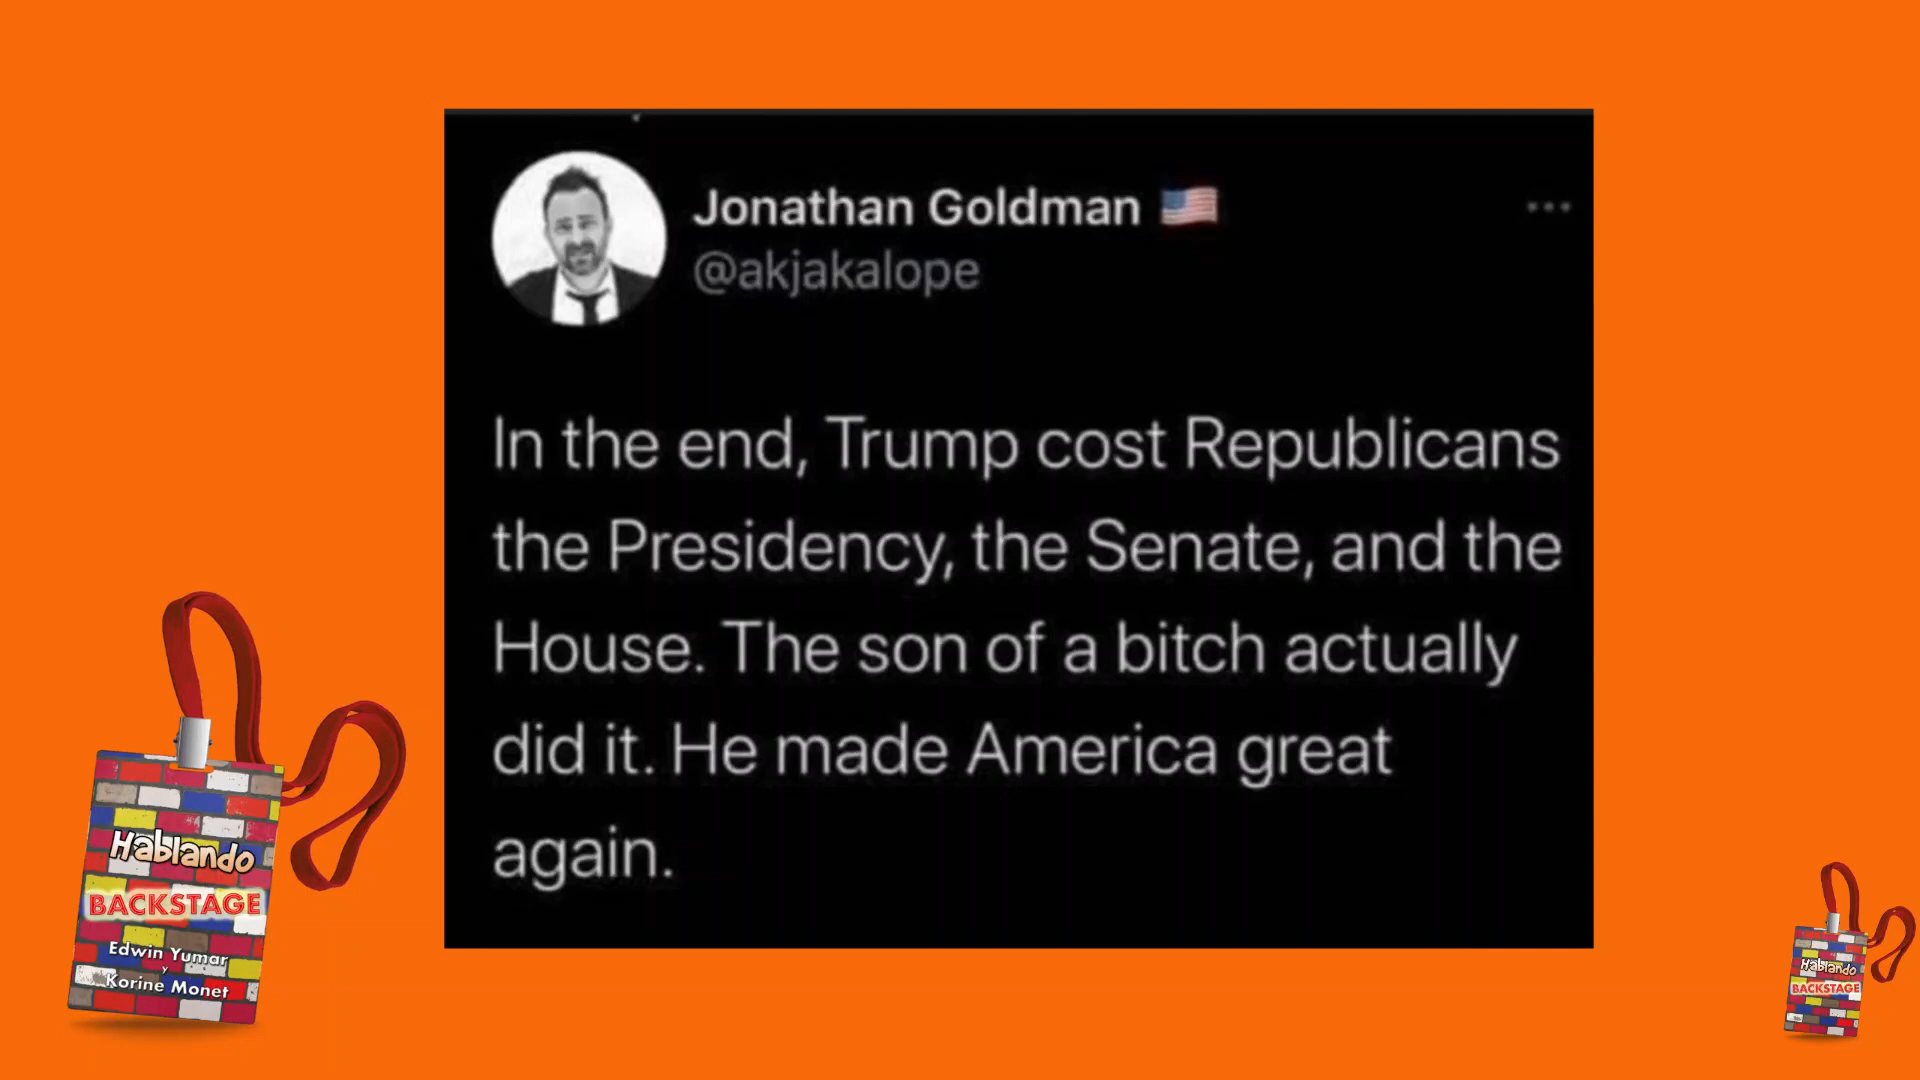 Jonathan Goldman 🇺🇸
@akjakalope
In the end, Trump cost Republicans
the Presidency, the Senate, and the
House. The son of a bitch actually
did it. He made America great
again.
Hablando
BACKSTAGE
Edwin Yumar
y
Korine Monet
Hablando
BACKSTAGE